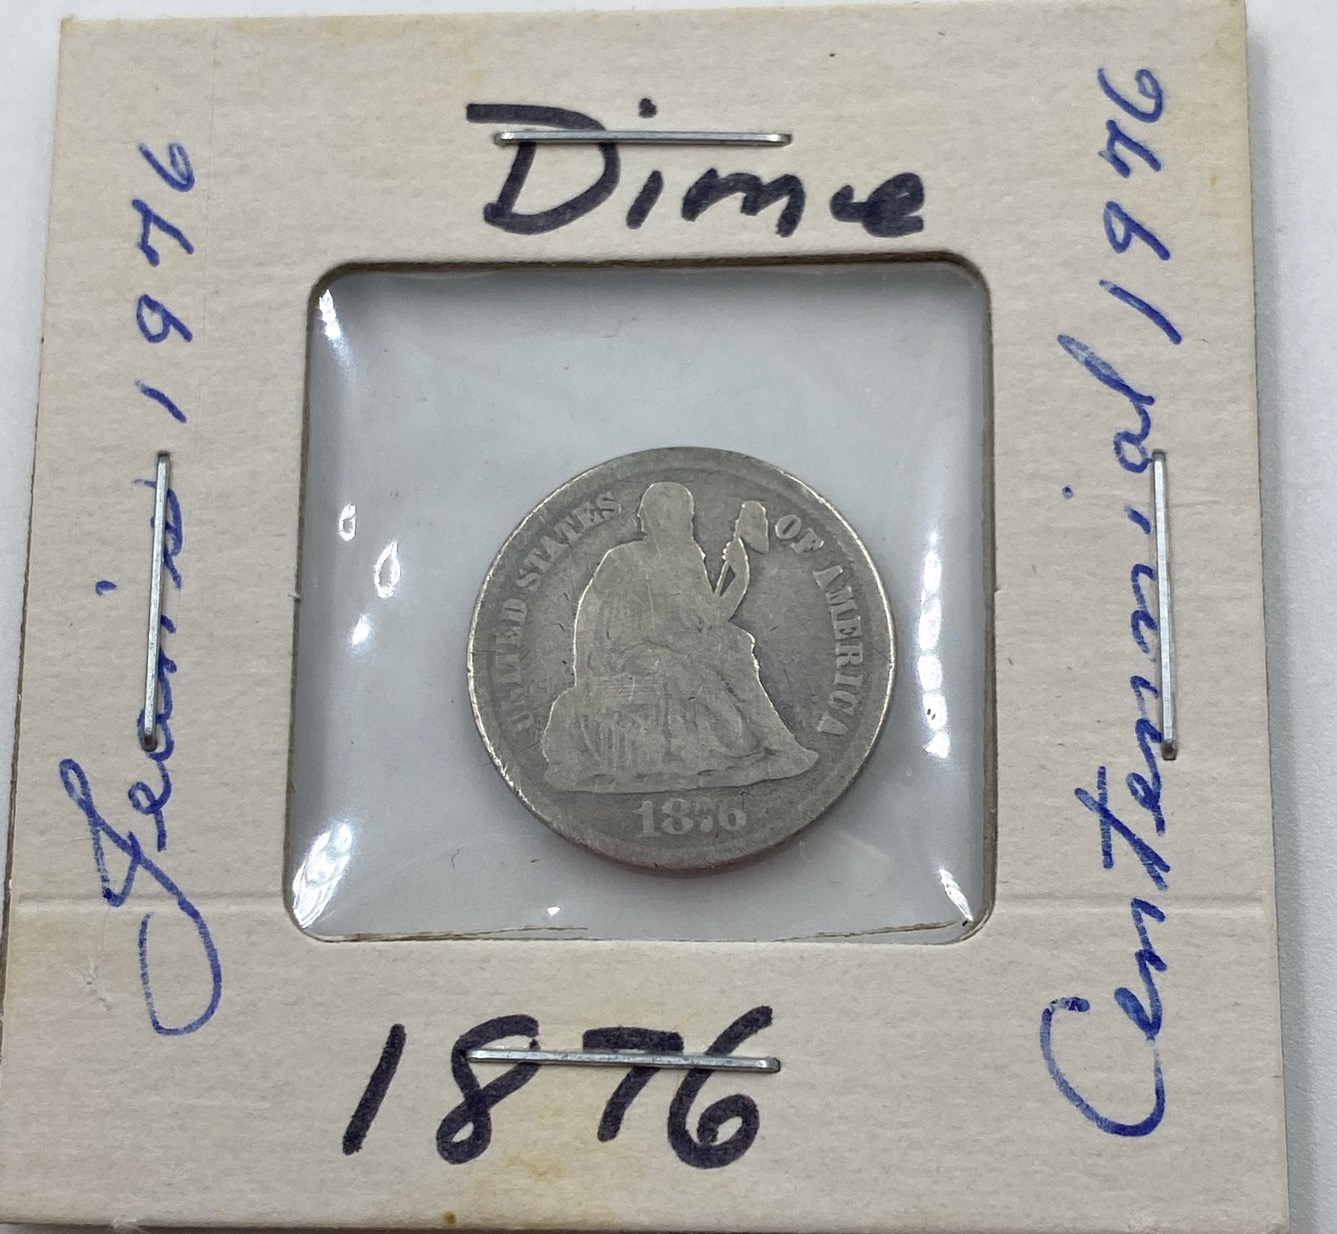 Dime
1976
Centennial 1976
UNITED STATES OF AMERICA
1876
1876